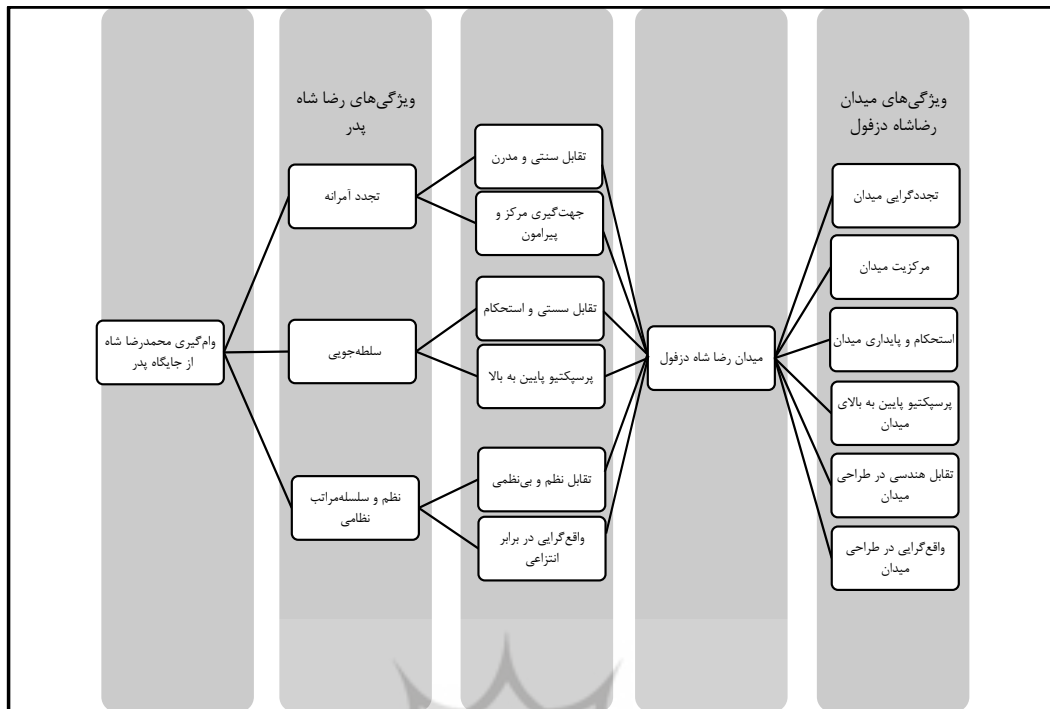 ویژگی‌های میدان
رضاشاه دزفول
تجددگرایی میدان
مرکزیت میدان
استحکام و پایداری میدان
پرسپکتیو پایین به بالای
میدان
تقابل هندسی در طراحی
میدان
واقع‌گرایی در طراحی
میدان
میدان رضا شاه دزفول
تقابل سنتی و مدرن
جهت‌گیری مرکز و
پیرامون
تقابل سستی و استحکام
پرسپکتیو پایین به بالا
تقابل نظم و بی‌نظمی
واقع‌گرایی در برابر
انتزاعی
ویژگی‌های رضا شاه
پدر
تجدد آمرانه
سلطه‌جویی
نظم و سلسله‌مراتب
نظامی
وام‌گیری محمدرضا شاه
از جایگاه پدر